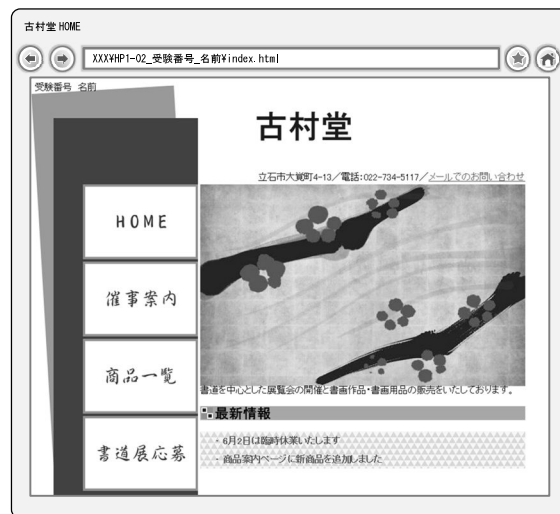 古村堂 HOME
XXX¥HP1-02_受験番号_名前¥index.html
受験番号 名前
古村堂
立石市大覚町4-13／電話:022-734-5117／メールでのお問い合わせ
HOME
催事案内
商品一覧
書道展応募
書道を中心とした展覧会の開催と書画作品・書画用品の販売をいたしております。
最新情報
・6月2日は臨時休業いたします
・商品案内ページに新商品を追加しました